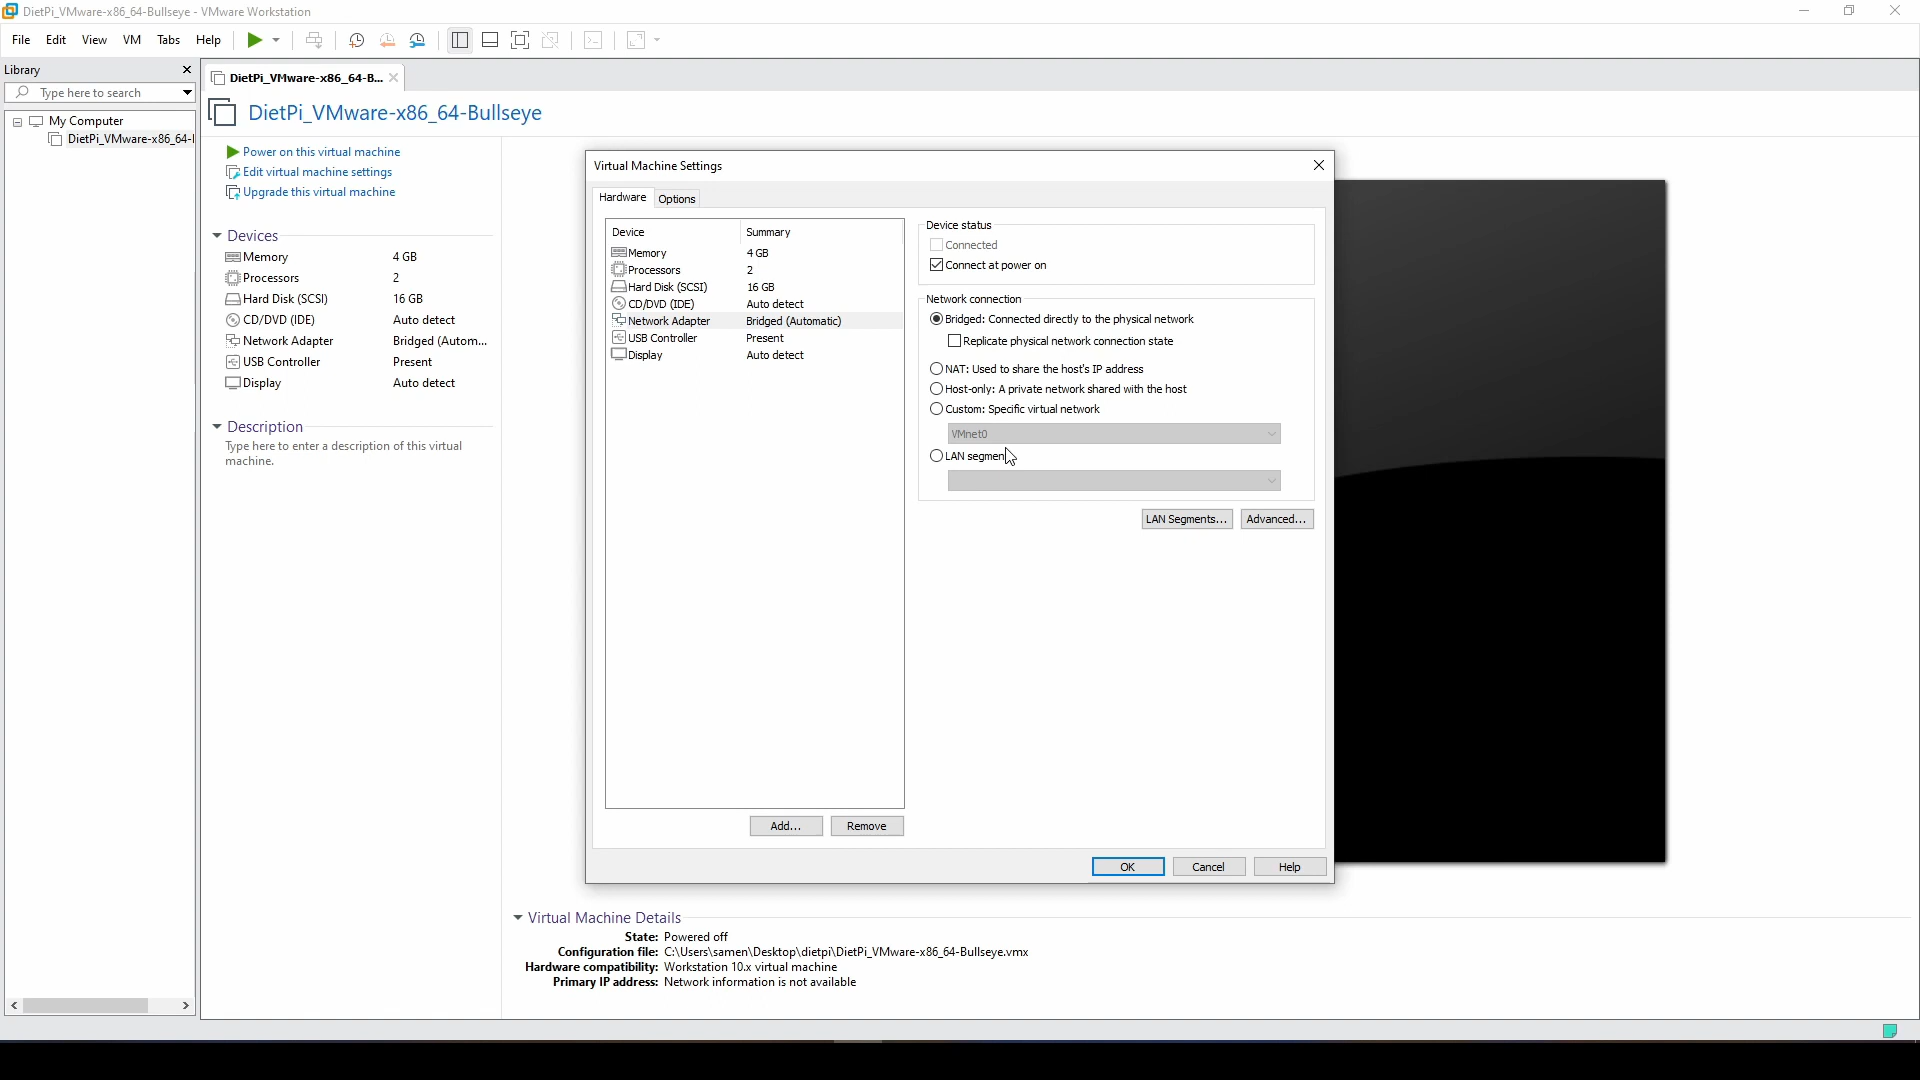 DietPi_VMware-x86_64-Bullseye - VMware Workstation
File Edit View VM Tabs Help
Library
Type here to search
My Computer
DietPi_VMware-x86_64-
DietPi_VMware-x86_64-B...
DietPi_VMware-x86_64-Bullseye
Power on this virtual machine
Edit virtual machine settings
Upgrade this virtual machine
Devices
Memory 4 GB
Processors 2
Hard Disk (SCSI) 16 GB
CD/DVD (IDE) Auto detect
Network Adapter Bridged (Autom...
USB Controller Present
Display Auto detect
Description
Type here to enter a description of this virtual
machine.
Virtual Machine Settings
Hardware Options
Device Summary
Memory 4 GB
Processors 2
Hard Disk (SCSI) 16 GB
CD/DVD (IDE) Auto detect
Network Adapter Bridged (Automatic)
USB Controller Present
Display Auto detect
Add... Remove
Device status
Connected
Connect at power on
Network connection
Bridged: Connected directly to the physical network
Replicate physical network connection state
NAT: Used to share the host's IP address
Host-only: A private network shared with the host
Custom: Specific virtual network
VMnet0
LAN segmen
LAN Segments... Advanced...
OK Cancel Help
Virtual Machine Details
State: Powered off
Configuration file: C:\Users\samen\Desktop\dietpi\DietPi_VMware-x86_64-Bullseye.vmx
Hardware compatibility: Workstation 10.x virtual machine
Primary IP address: Network information is not available